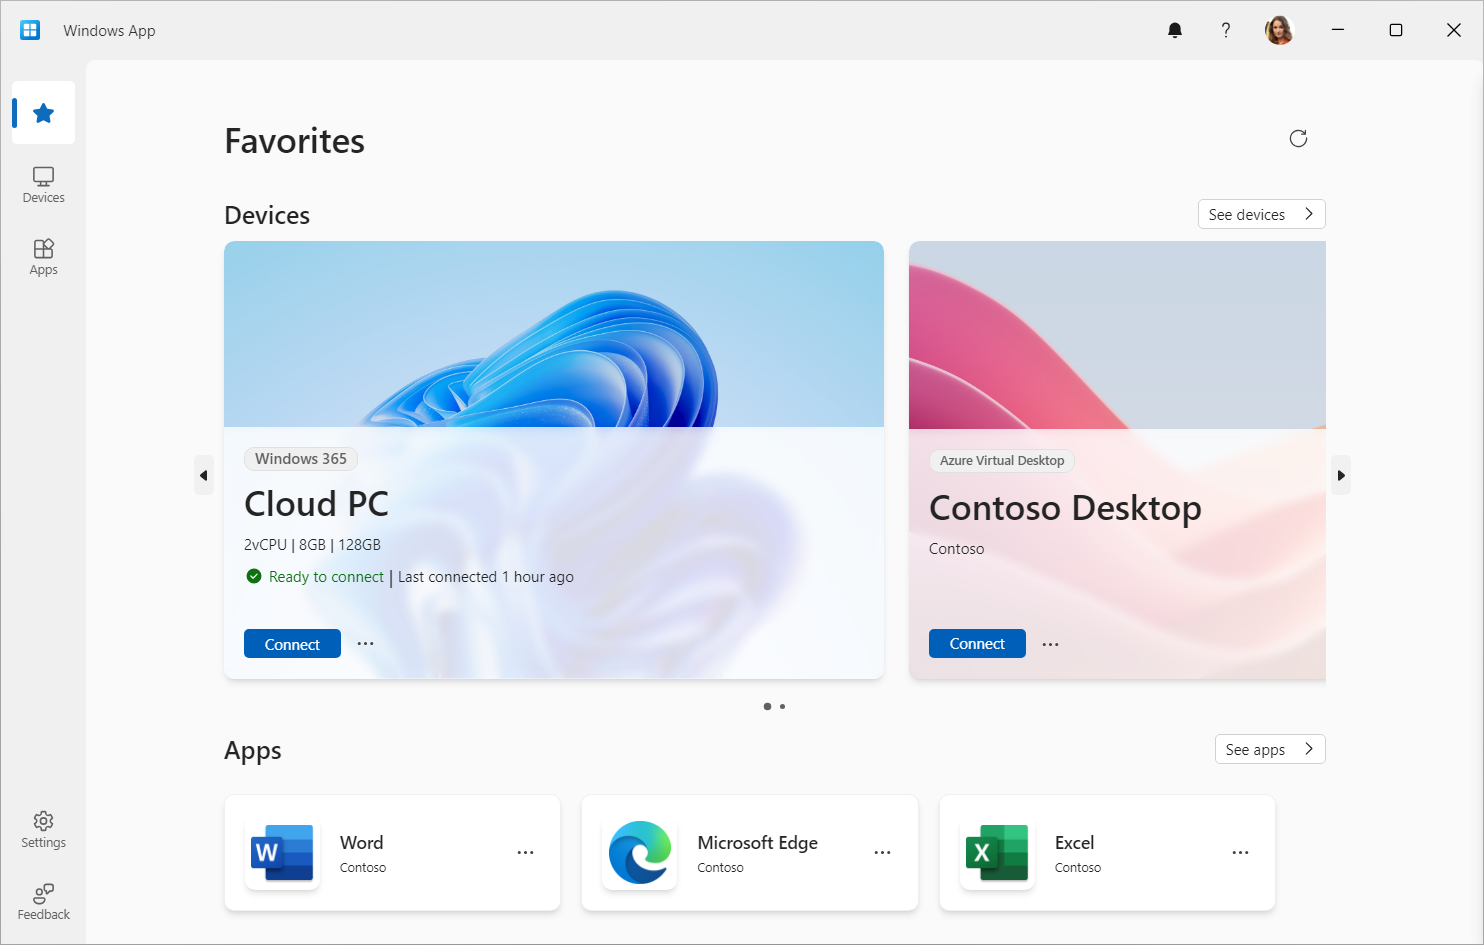 Windows App
?
Favorites
Devices
Apps
Settings
Feedback
Devices
See devices
Windows 365
Cloud PC
2vCPU | 8GB | 128GB
Ready to connect | Last connected 1 hour ago
Connect
Azure Virtual Desktop
Contoso Desktop
Contoso
Connect
Apps
See apps
W
Word
Contoso
Microsoft Edge
Contoso
X
Excel
Contoso